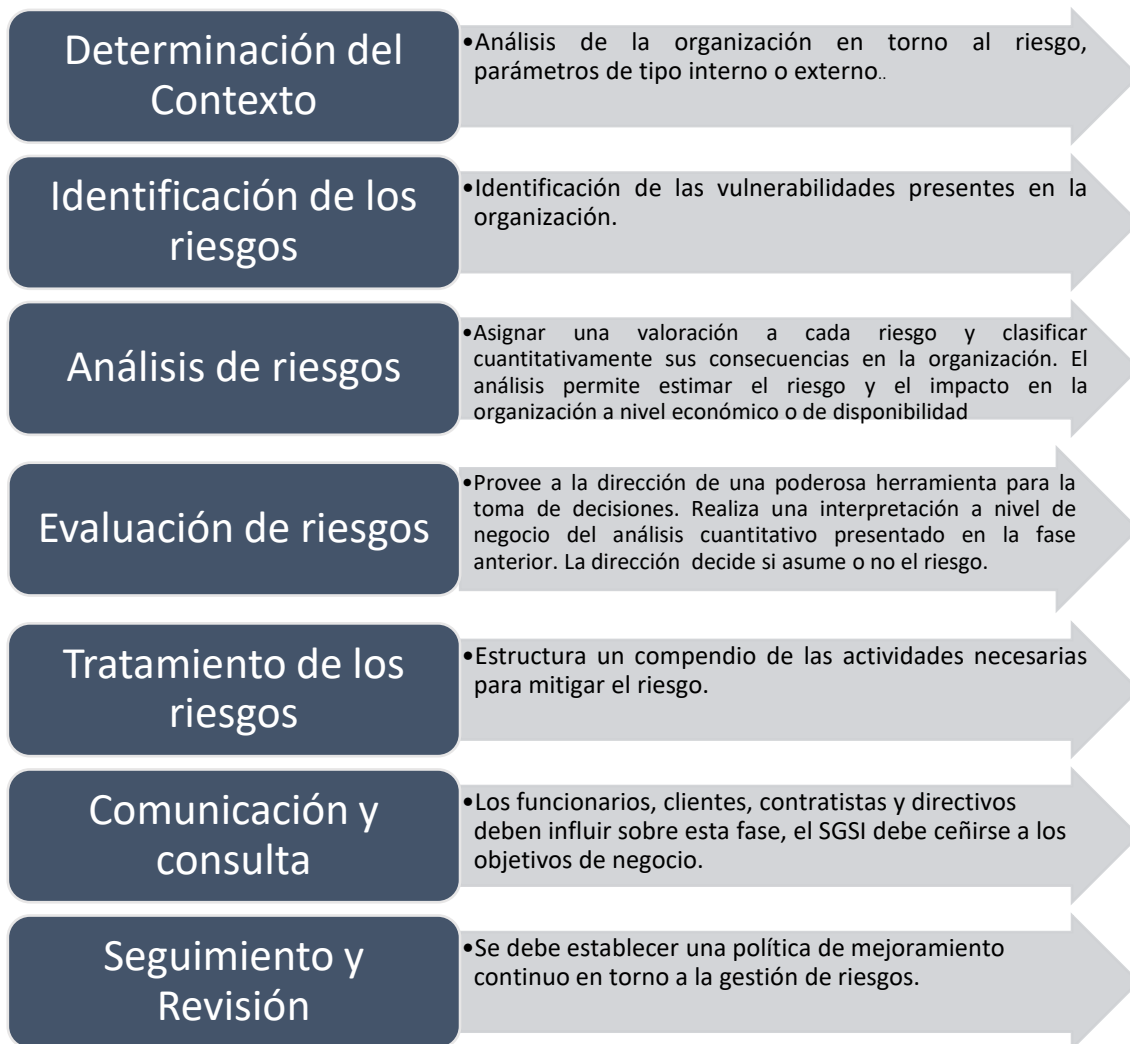 Determinación del
Contexto
•Análisis de la organización en torno al riesgo,
parámetros de tipo interno o externo..
Identificación de los
riesgos
•Identificación de las vulnerabilidades presentes en la
organización.
Análisis de riesgos
•Asignar una valoración a cada riesgo y clasificar
cuantitativamente sus consecuencias en la organización. El
análisis permite estimar el riesgo y el impacto en la
organización a nivel económico o de disponibilidad
Evaluación de riesgos
•Provee a la dirección de una poderosa herramienta para la
toma de decisiones. Realiza una interpretación a nivel de
negocio del análisis cuantitativo presentado en la fase
anterior. La dirección decide si asume o no el riesgo.
Tratamiento de los
riesgos
•Estructura un compendio de las actividades necesarias
para mitigar el riesgo.
Comunicación y
consulta
•Los funcionarios, clientes, contratistas y directivos
deben influir sobre esta fase, el SGSI debe ceñirse a los
objetivos de negocio.
Seguimiento y
Revisión
•Se debe establecer una política de mejoramiento
continuo en torno a la gestión de riesgos.